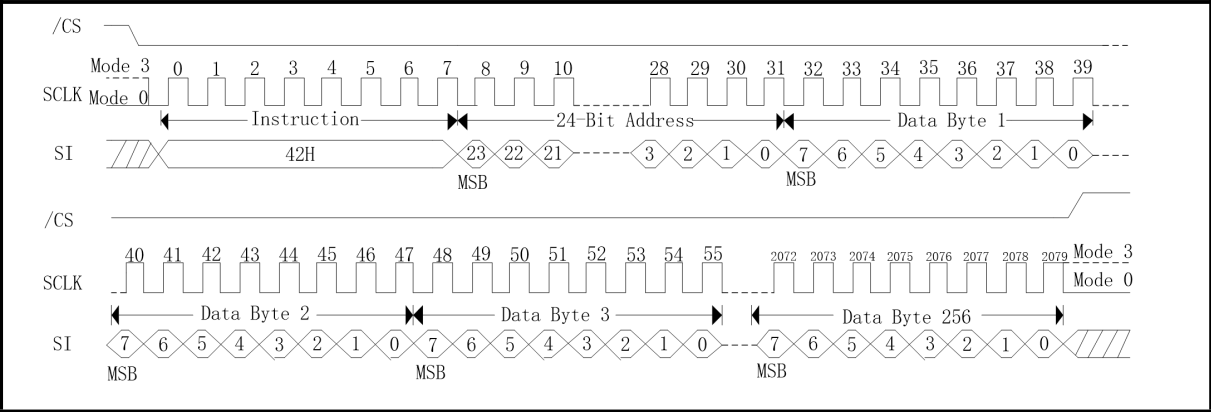 /CS
Mode 3 0 1 2 3 4 5 6 7 8 9 10 28 29 30 31 32 33 34 35 36 37 38 39
SCLK Mode 0
Instruction 24-Bit Address Data Byte 1
SI 42H 23 22 21 3 2 1 0 7 6 5 4 3 2 1 0
MSB MSB
/CS
40 41 42 43 44 45 46 47 48 49 50 51 52 53 54 55 2072 2073 2074 2075 2076 2077 2078 2079 Mode 3
SCLK Mode 0
Data Byte 2 Data Byte 3 Data Byte 256
SI 7 6 5 4 3 2 1 0 7 6 5 4 3 2 1 0 7 6 5 4 3 2 1 0
MSB MSB MSB